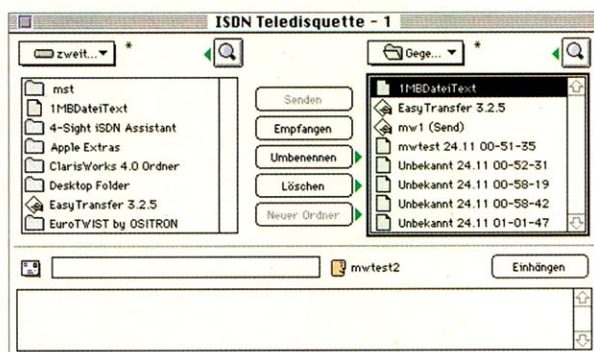 ISDN Teledisquette - 1
zweit...
*
Gege...
*
mst
1MBDateiText
4-Sight iSDN Assistant
Apple Extras
ClarisWorks 4.0 Ordner
Desktop Folder
EasyTransfer 3.2.5
EuroTWIST by OSITRON
Senden
Empfangen
Umbenennen
Löschen
Neuer Ordner
1MBDateiText
EasyTransfer 3.2.5
mw1 (Send)
mwtest 24.11 00-51-35
Unbekannt 24.11 00-52-31
Unbekannt 24.11 00-58-19
Unbekannt 24.11 00-58-42
Unbekannt 24.11 01-01-47
mwtest2
Einhängen